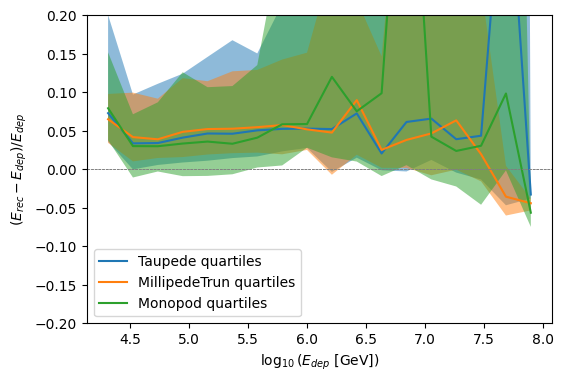 0.20
0.15
0.10
0.05
0.00
−0.05
−0.10
−0.15
−0.20
(E_rec − E_dep)/E_dep
Taupede quartiles
MillipedeTrun quartiles
Monopod quartiles
4.5 5.0 5.5 6.0 6.5 7.0 7.5 8.0
log₁₀(E_dep [GeV])